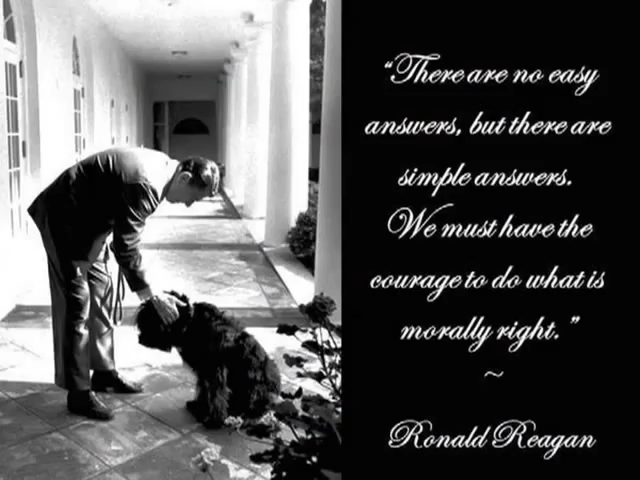 “There are no easy
answers, but there are
simple answers.
We must have the
courage to do what is
morally right.”
~
Ronald Reagan